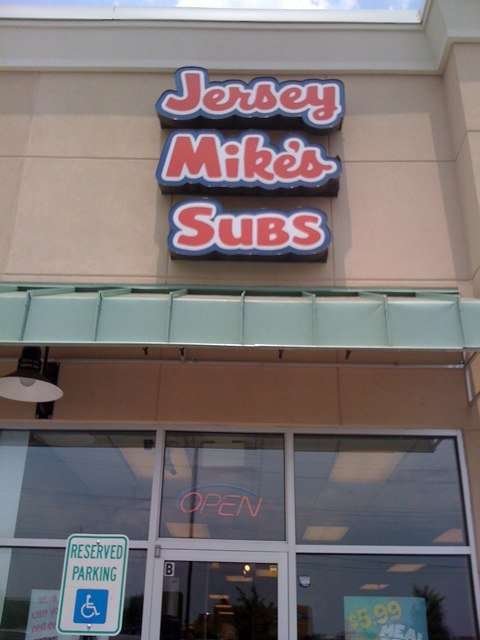 Jersey
Mike's
SUBS
OPEN
B
RESERVED
PARKING
$5.99